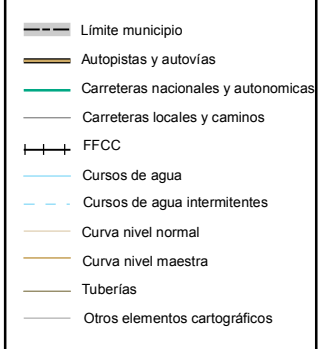 Límite municipio
Autopistas y autovías
Carreteras nacionales y autonomicas
Carreteras locales y caminos
FFCC
Cursos de agua
Cursos de agua intermitentes
Curva nivel normal
Curva nivel maestra
Tuberías
Otros elementos cartográficos